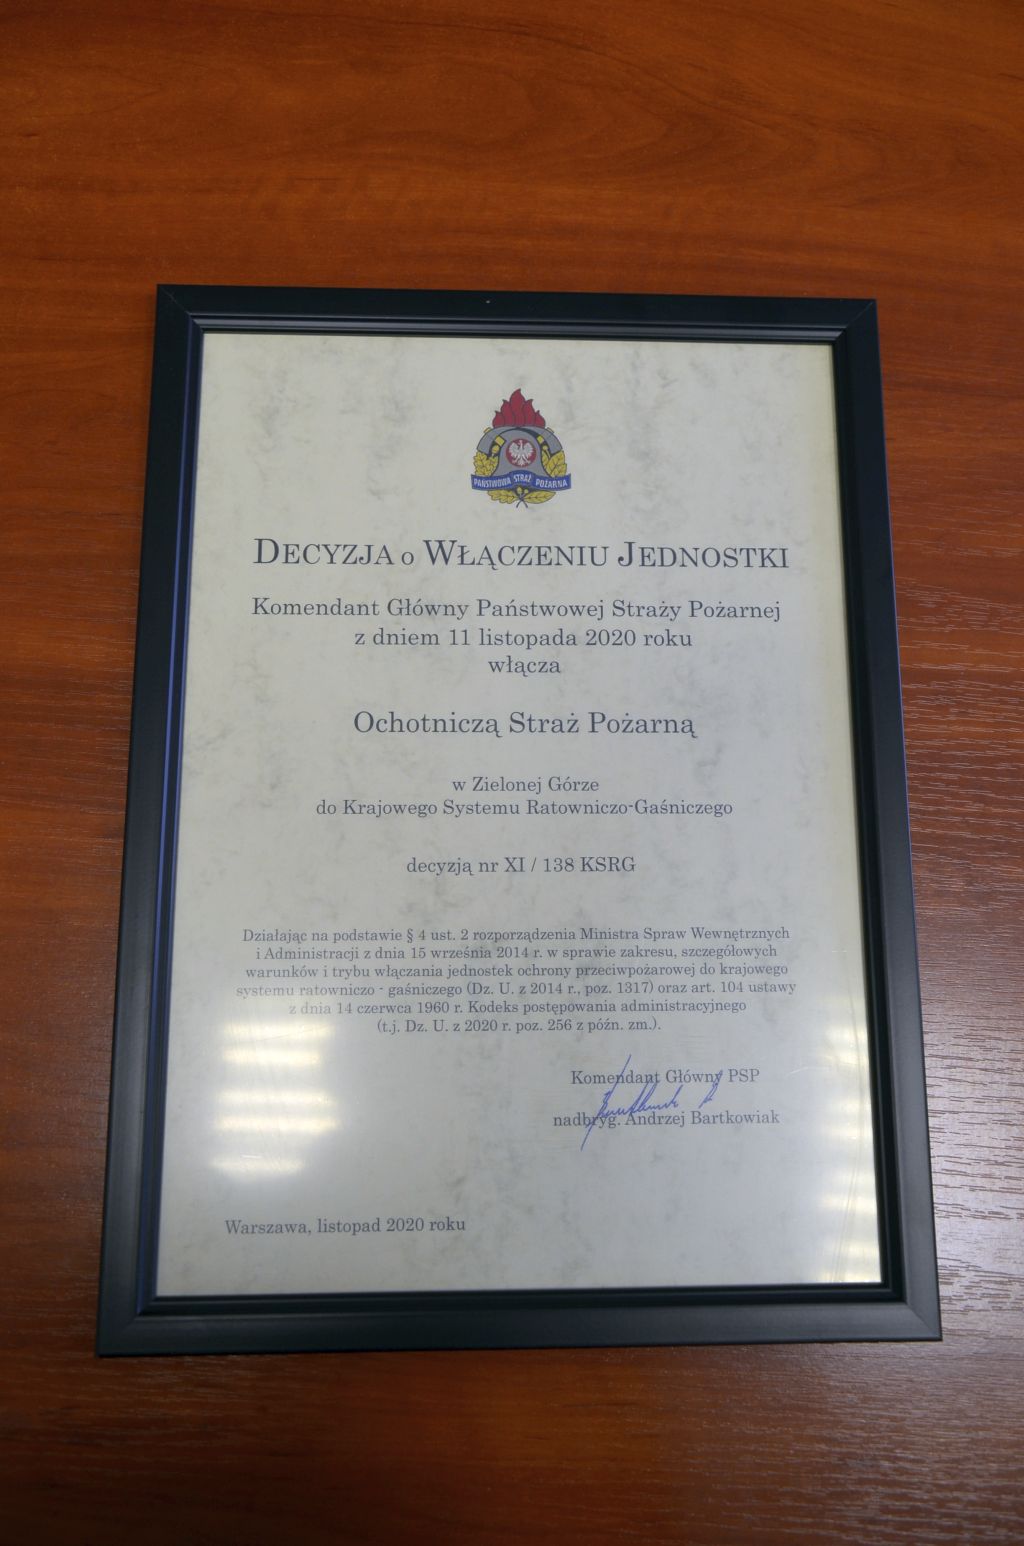 PAŃSTWOWA STRAŻ POŻARNA
DECYZJA O WŁĄCZENIU JEDNOSTKI
Komendant Główny Państwowej Straży Pożarnej
z dniem 11 listopada 2020 roku
włącza
Ochotniczą Straż Pożarną
w Zielonej Górze
do Krajowego Systemu Ratowniczo-Gaśniczego
decyzją nr XI / 138 KSRG
Działając na podstawie § 4 ust. 2 rozporządzenia Ministra Spraw Wewnętrznych
i Administracji z dnia 15 września 2014 r. w sprawie zakresu, szczegółowych
warunków i trybu włączania jednostek ochrony przeciwpożarowej do krajowego
systemu ratowniczo - gaśniczego (Dz. U. z 2014 r., poz. 1317) oraz art. 104 ustawy
z dnia 14 czerwca 1960 r. Kodeks postępowania administracyjnego
(t.j. Dz. U. z 2020 r. poz. 256 z późn. zm.).
Komendant Główny PSP
nadbryg. Andrzej Bartkowiak
Warszawa, listopad 2020 roku